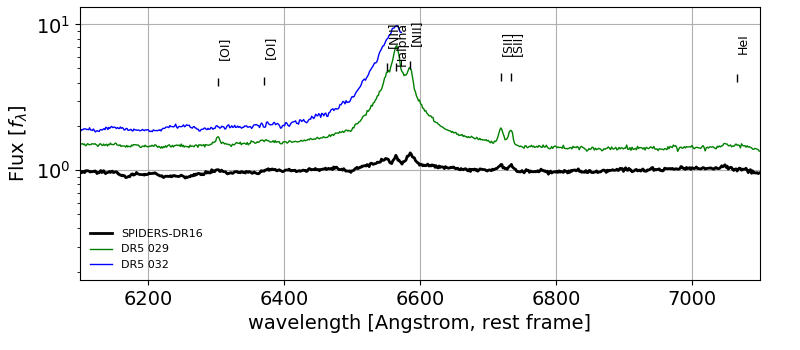 10¹
[OI]
[OI]
[NII]
Halpha
[NII]
[SII]
[SII]
HeI
Flux [fλ]
10⁰
SPIDERS-DR16
DR5 029
DR5 032
6200
6400
6600
6800
7000
wavelength [Angstrom, rest frame]